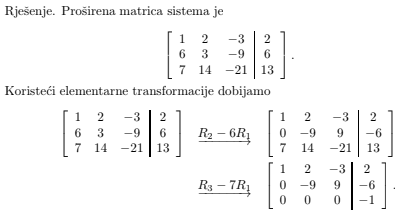 Rješenje. Proširena matrica sistema je
[ 1 2 −3 | 2 ]
[ 6 3 −9 | 6 ]
[ 7 14 −21 | 13 ] .
Koristeći elementarne transformacije dobijamo
[ 1 2 −3 | 2 ] [ 1 2 −3 | 2 ]
[ 6 3 −9 | 6 ] R₂ − 6R₁ ⟶ [ 0 −9 9 | −6 ]
[ 7 14 −21 | 13 ] [ 7 14 −21 | 13 ]
[ 1 2 −3 | 2 ]
R₃ − 7R₁ ⟶ [ 0 −9 9 | −6 ]
[ 0 0 0 | −1 ] .